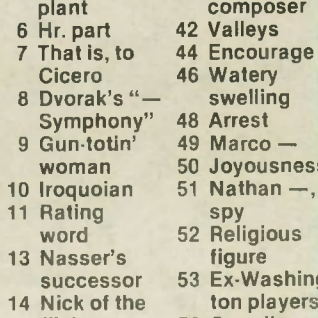 plant
6 Hr. part
7 That is, to
Cicero
8 Dvorak's "—
Symphony"
9 Gun-totin'
woman
10 Iroquoian
11 Rating
word
13 Nasser's
successor
14 Nick of the
composer
42 Valleys
44 Encourage
46 Watery
swelling
48 Arrest
49 Marco —
50 Joyousness
51 Nathan —,
spy
52 Religious
figure
53 Ex-Washing
ton players